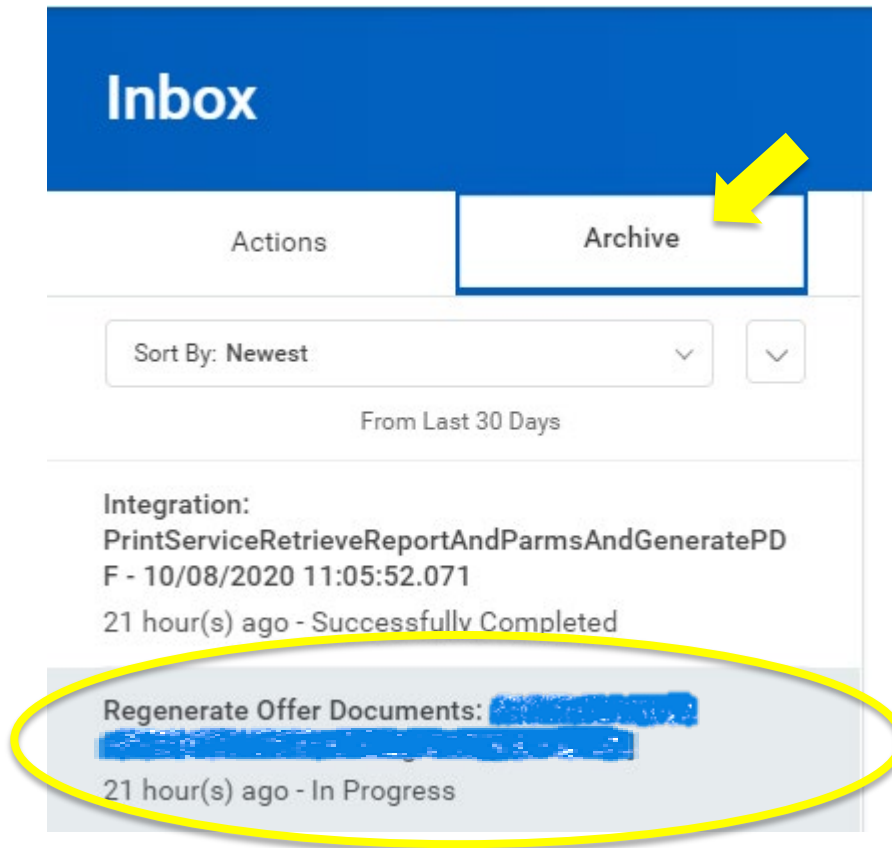 Inbox
Actions
Archive
Sort By: Newest
From Last 30 Days
Integration:
PrintServiceRetrieveReportAndParmsAndGeneratePD
F - 10/08/2020 11:05:52.071
21 hour(s) ago - Successfully Completed
Regenerate Offer Documents:
21 hour(s) ago - In Progress